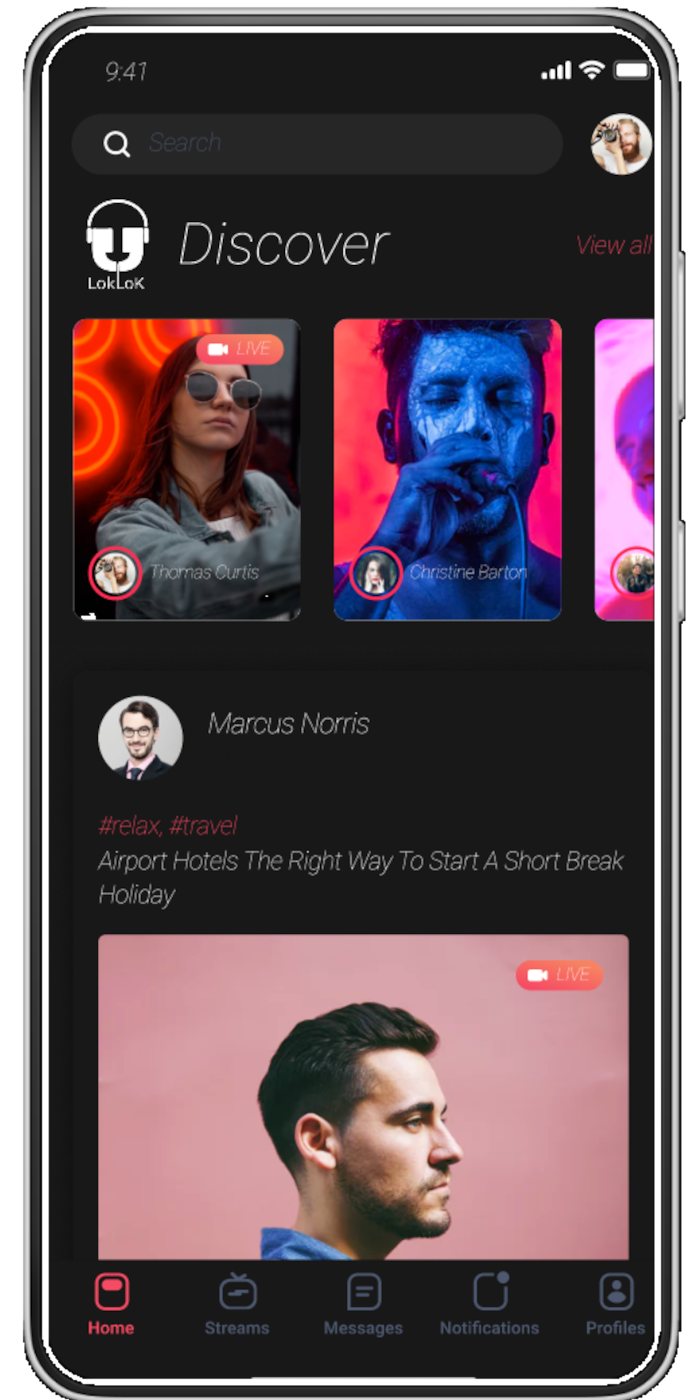 9:41
Search
LokLoK
Discover
View all
LIVE
Thomas Curtis
Christine Barton
Marcus Norris
#relax, #travel
Airport Hotels The Right Way To Start A Short Break
Holiday
LIVE
Home
Streams
Messages
Notifications
Profiles